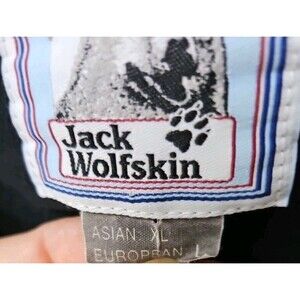 Jack
Wolfskin
ASIAN XL
EUROPEAN L